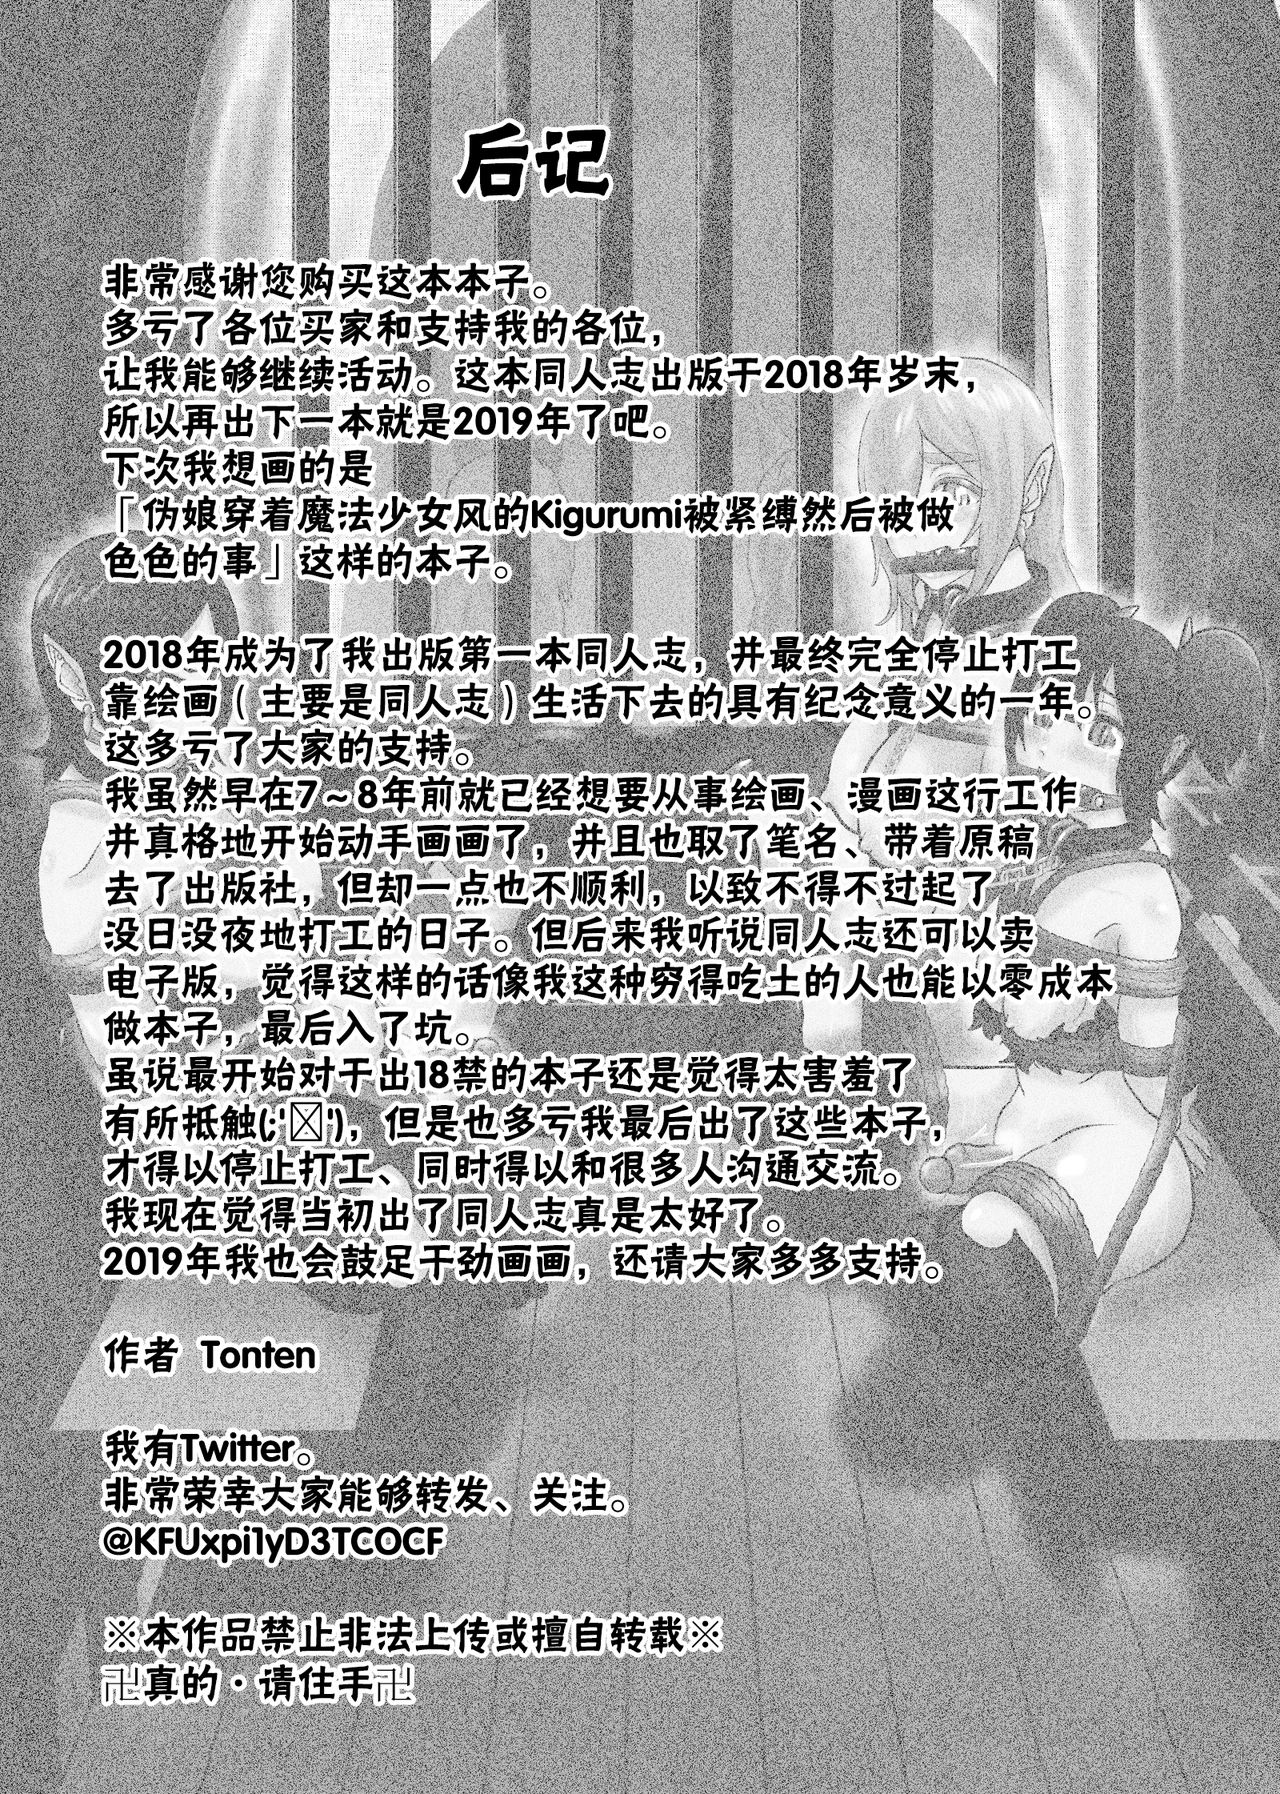 后记
非常感谢您购买这本本子。
多亏了各位买家和支持我的各位，
让我能够继续活动。这本同人志出版于2018年岁末，
所以再出下一本就是2019年了吧。
下次我想画的是
「伪娘穿着魔法少女风的Kigurumi被紧缚然后被做
色色的事」这样的本子。
2018年成为了我出版第一本同人志，并最终完全停止打工
靠绘画（主要是同人志）生活下去的具有纪念意义的一年。
这多亏了大家的支持。
我虽然早在7～8年前就已经想要从事绘画、漫画这行工作
并真格地开始动手画画了，并且也取了笔名、带着原稿
去了出版社，但却一点也不顺利，以致不得不过起了
没日没夜地打工的日子。但后来我听说同人志还可以卖
电子版，觉得这样的话像我这种穷得吃土的人也能以零成本
做本子，最后入了坑。
虽说最开始对于出18禁的本子还是觉得太害羞了
有所抵触(;'☒')，但是也多亏我最后出了这些本子，
才得以停止打工、同时得以和很多人沟通交流。
我现在觉得当初出了同人志真是太好了。
2019年我也会鼓足干劲画画，还请大家多多支持。
作者 Tonten
我有Twitter。
非常荣幸大家能够转发、关注。
@KFUxpi1yD3TCOCF
※本作品禁止非法上传或擅自转载※
卍真的·请住手卍